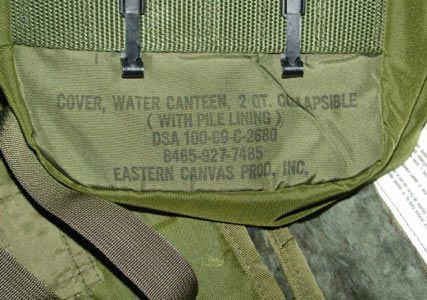 COVER, WATER CANTEEN, 2 QT. COLAPSIBLE
( WITH PILE LINING )
DSA 100-69-C-2680
8465-927-7485
EASTERN CANVAS PROD. INC.